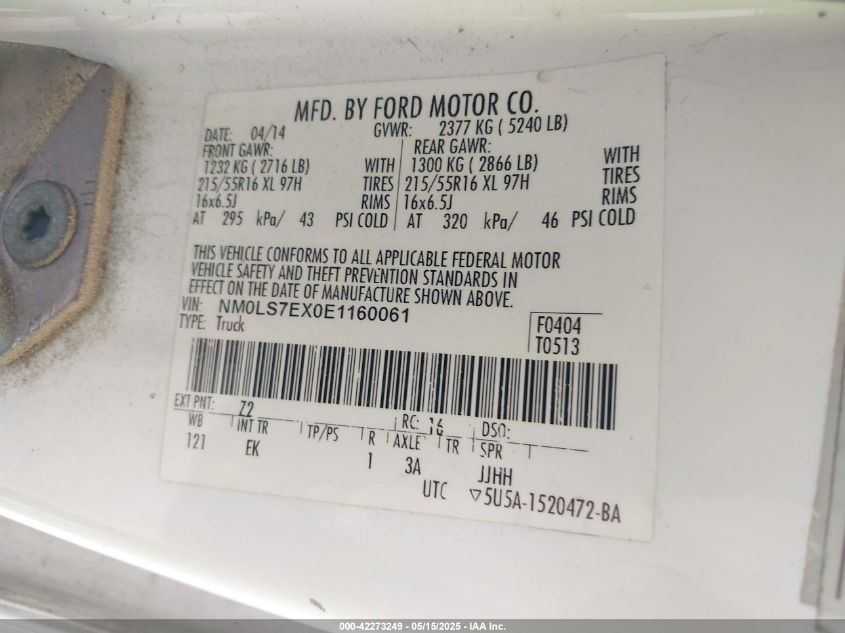 MFD. BY FORD MOTOR CO.
DATE: 04/14 GVWR: 2377 KG ( 5240 LB)
FRONT GAWR: REAR GAWR:
1232 KG ( 2716 LB) WITH 1300 KG ( 2866 LB) WITH
215/55R16 XL 97H TIRES 215/55R16 XL 97H TIRES
16x6.5J RIMS 16x6.5J RIMS
AT 295 kPa/ 43 PSI COLD AT 320 kPa/ 46 PSI COLD
THIS VEHICLE CONFORMS TO ALL APPLICABLE FEDERAL MOTOR
VEHICLE SAFETY AND THEFT PREVENTION STANDARDS IN
EFFECT ON THE DATE OF MANUFACTURE SHOWN ABOVE.
VIN: NM0LS7EX0E1160061
TYPE: Truck
F0404
T0513
EXT PNT: Z2 RC: 16 DSO:
WB INT TR TP/PS R AXLE TR SPR
121 EK 1 3A JJHH
UTC ▽5U5A-1520472-BA
000-42273249 - 05/15/2025 - IAA Inc.